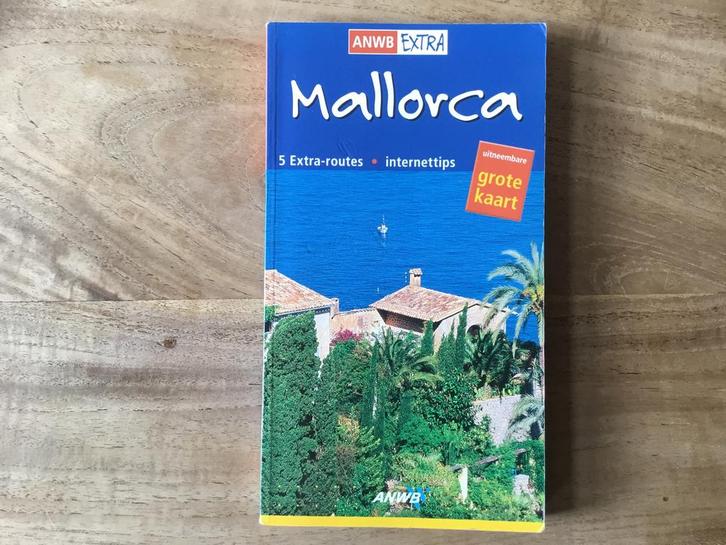 ANWB EXTRA
Mallorca
5 Extra-routes • internettips
uitneembare
grote
kaart
ANWB